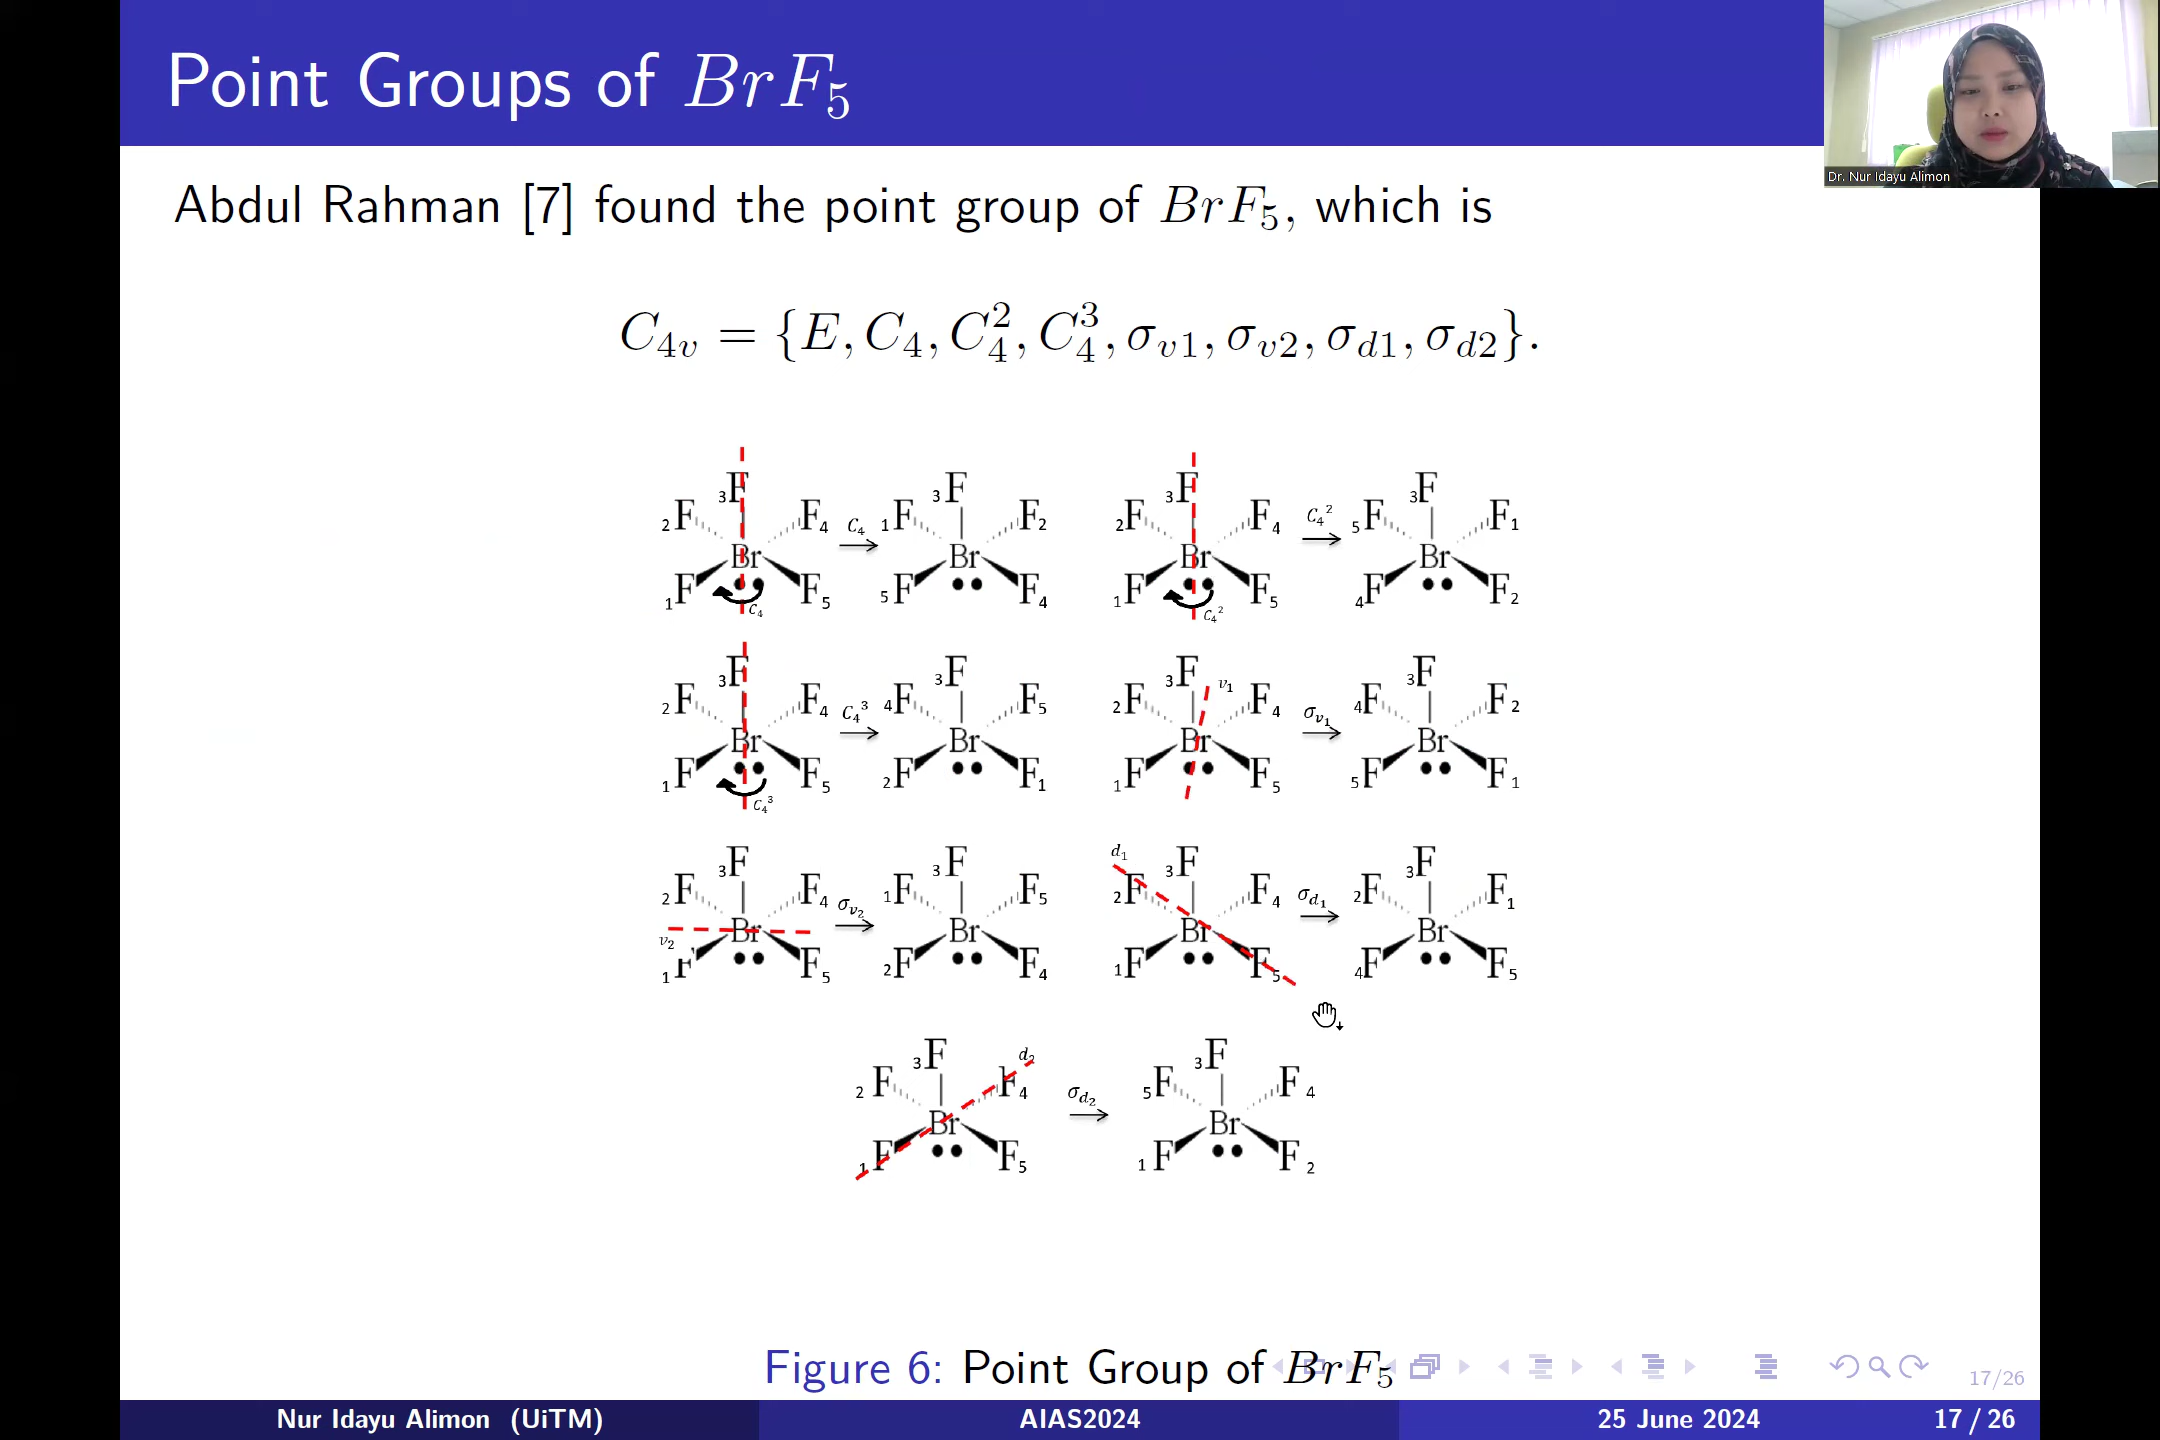 Point Groups of BrF₅
Dr. Nur Idayu Alimon
Abdul Rahman [7] found the point group of BrF₅, which is
C₄ᵥ = {E, C₄, C₄², C₄³, σᵥ₁, σᵥ₂, σ_d1, σ_d2}.
₃F ₃F ₃F ₃F
₂F F₄ C₄ ₁F F₂ ₂F F₄ C₄² ₅F F₁
Br Br Br Br
₁F F₅ ₅F F₄ ₁F F₅ ₄F F₂
C₄ C₄²
₃F ₃F ₃F v₁ ₃F
₂F F₄ C₄³ ₄F F₅ ₂F F₄ σᵥ₁ ₄F F₂
Br Br Br Br
₁F F₅ ₂F F₁ ₁F F₅ ₅F F₁
C₄³
₃F ₃F d₁ ₃F ₃F
₂F F₄ σᵥ₂ ₁F F₅ ₂F F₄ σ_d1 ₂F F₁
v₂ Br Br Br Br
₁F F₅ ₂F F₄ ₁F F₅ ₄F F₅
₃F d₂ ₃F
₂F F₄ σ_d2 ₅F F₄
Br Br
₁F F₅ ₁F F₂
Figure 6: Point Group of BrF₅
17/26
Nur Idayu Alimon (UiTM) AIAS2024 25 June 2024 17 / 26